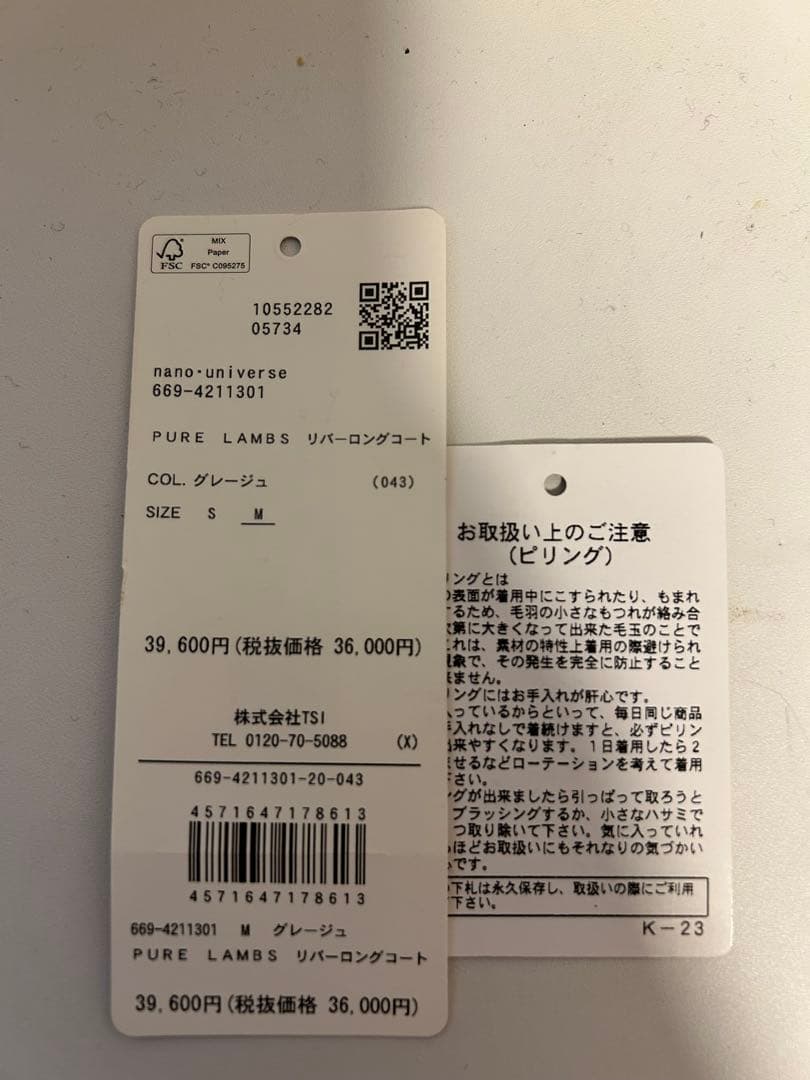 MIX
Paper
FSC
FSC® C095275
10552282
05734
nano・universe
669-4211301
PURE LAMBS リバーロングコート
COL. グレージュ (043)
SIZE S M
39,600円(税抜価格 36,000円)
株式会社TSI
TEL 0120-70-5088 (X)
669-4211301-20-043
4571647178613
4571647178613
669-4211301 M グレージュ
PURE LAMBS リバーロングコート
39,600円(税抜価格 36,000円)
お取扱い上のご注意
(ピリング)
ングとは
表面が着用中にこすられたり、もまれ
るため、毛羽の小さなもつれが絡み合
第に大きくなって出来た毛玉のことで
れは、素材の特性上着用の際避けられ
象で、その発生を完全に防止すること
ません。
ングにはお手入れが肝心です。
っているからといって、毎日同じ商品
入れなしで着続けますと、必ずピリン
来やすくなります。1日着用したら2
せるなどローテーションを考えて着用
さい。
グが出来ましたら引っぱって取ろうと
ブラッシングするか、小さなハサミで
つ取り除いて下さい。気に入っていれ
ほどお取扱いにもそれなりの気づかい
です。
下札は永久保存し、取扱いの際にご利用
下さい。
K-23